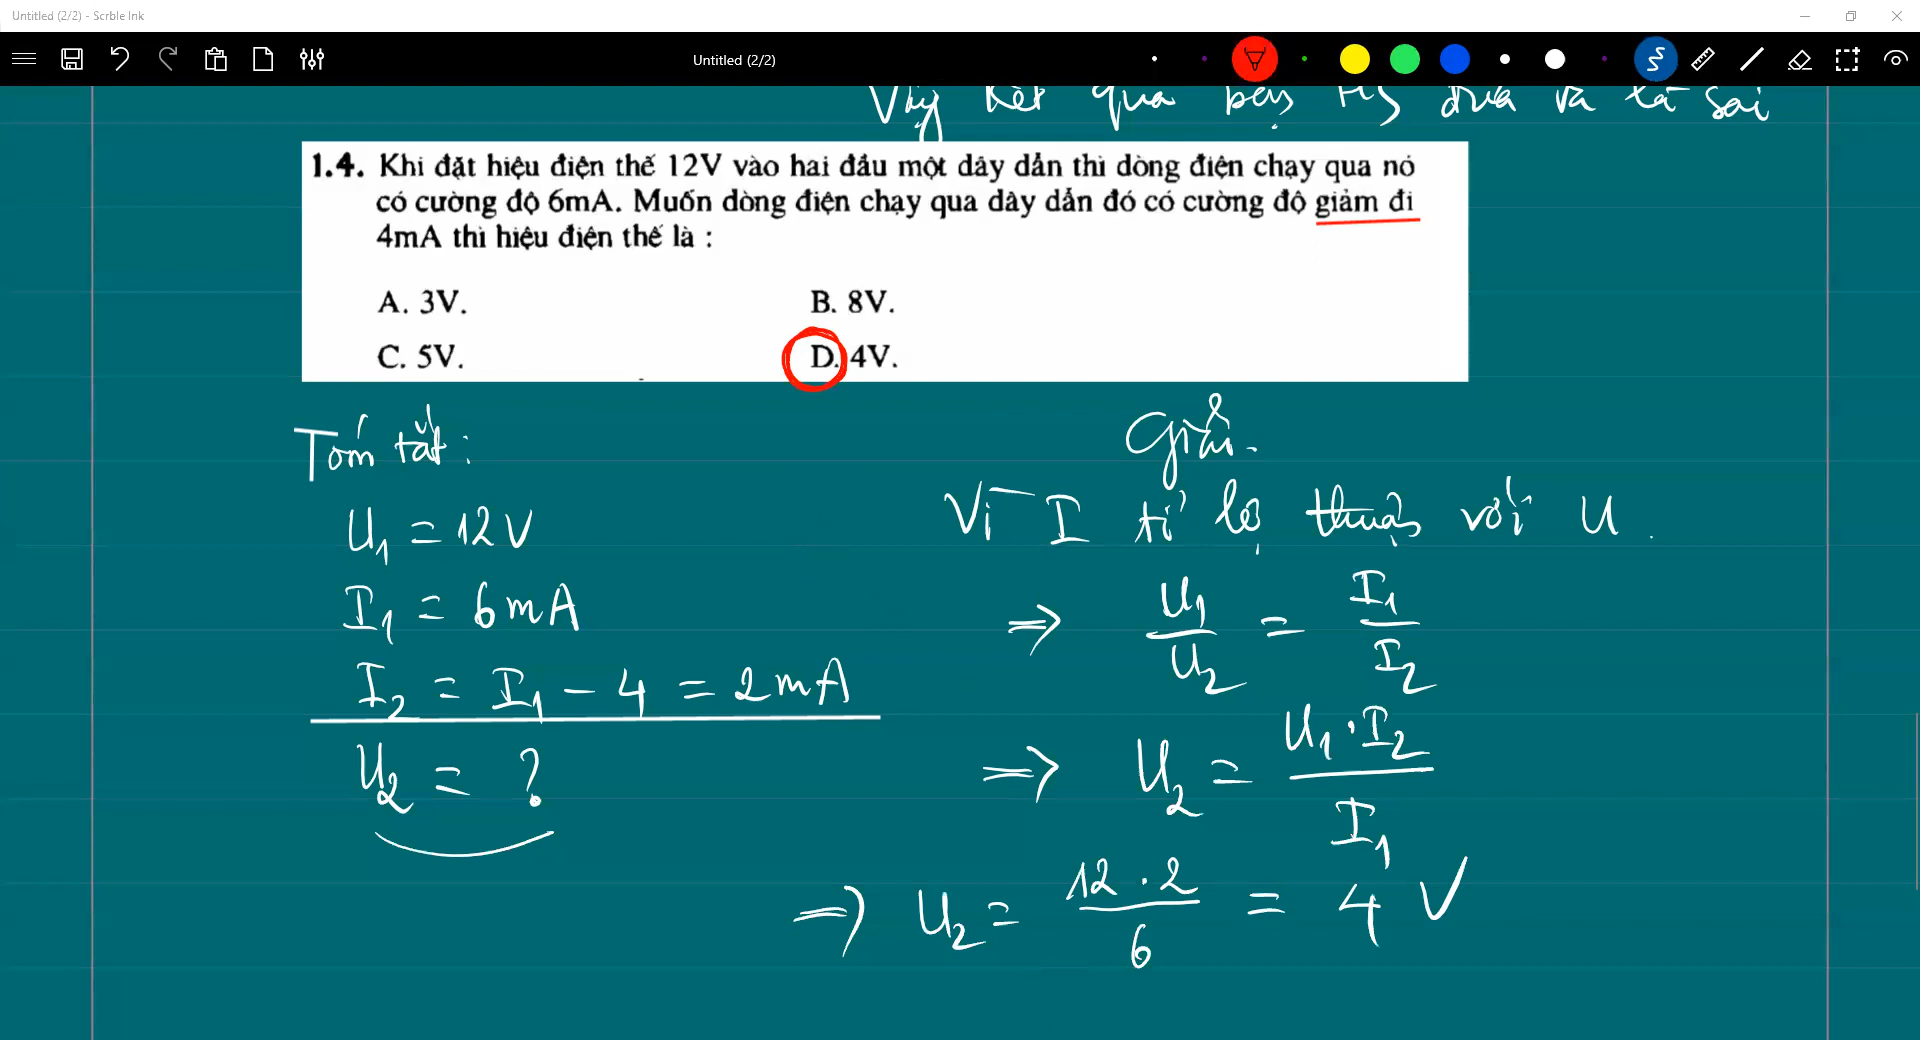 Untitled (2/2) - Scrble Ink
Untitled (2/2)
Vậy kết quả bạn HS đưa ra là sai
1.4. Khi đặt hiệu điện thế 12V vào hai đầu một dây dẫn thì dòng điện chạy qua nó
có cường độ 6mA. Muốn dòng điện chạy qua dây dẫn đó có cường độ giảm đi
4mA thì hiệu điện thế là :
A. 3V. B. 8V.
C. 5V. D. 4V.
Tóm tắt:
U₁ = 12V
I₁ = 6mA
I₂ = I₁ - 4 = 2mA
U₂ = ?
Giải.
Vì I tỉ lệ thuận với U.
=> U₁/U₂ = I₁/I₂
=> U₂ = U₁.I₂/I₁
=> U₂ = 12.2/6 = 4V